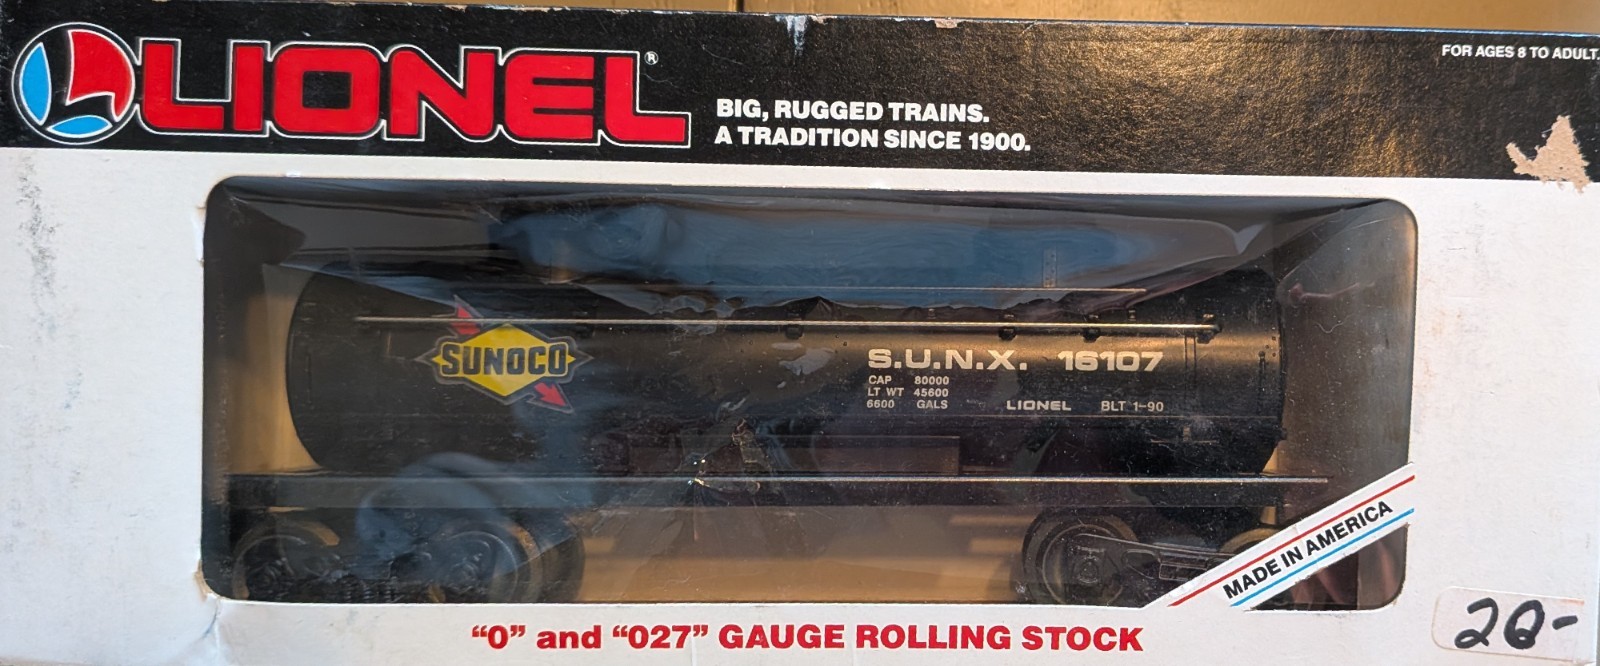 LIONEL®
BIG, RUGGED TRAINS.
A TRADITION SINCE 1900.
FOR AGES 8 TO ADULT.
SUNOCO
S.U.N.X. 16107
CAP 80000
LT WT 45600
6600 GALS LIONEL BLT 1-90
MADE IN AMERICA
"O" and "027" GAUGE ROLLING STOCK
20-